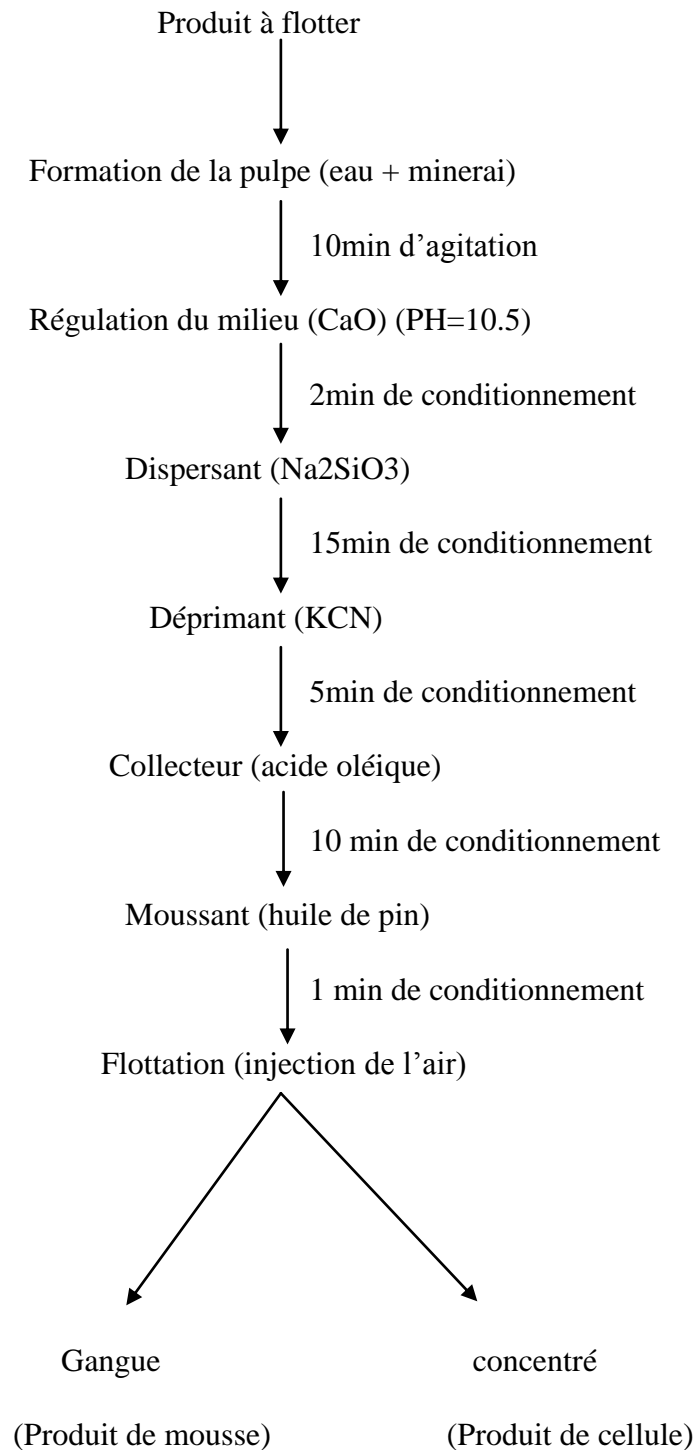 Produit à flotter
Formation de la pulpe (eau + minerai)
10min d’agitation
Régulation du milieu (CaO) (PH=10.5)
2min de conditionnement
Dispersant (Na2SiO3)
15min de conditionnement
Déprimant (KCN)
5min de conditionnement
Collecteur (acide oléique)
10 min de conditionnement
Moussant (huile de pin)
1 min de conditionnement
Flottation (injection de l’air)
Gangue concentré
(Produit de mousse) (Produit de cellule)